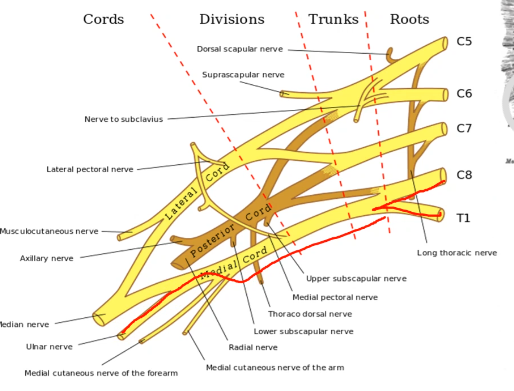 Cords Divisions Trunks Roots
Dorsal scapular nerve
C5
Suprascapular nerve
C6
Nerve to subclavius
C7
Lateral pectoral nerve
C8
Lateral Cord
T1
Posterior Cord
Musculocutaneous nerve
Long thoracic nerve
Axillary nerve
Medial Cord
Upper subscapular nerve
Medial pectoral nerve
Thoraco dorsal nerve
Median nerve
Lower subscapular nerve
Ulnar nerve
Radial nerve
Medial cutaneous nerve of the arm
Medial cutaneous nerve of the forearm